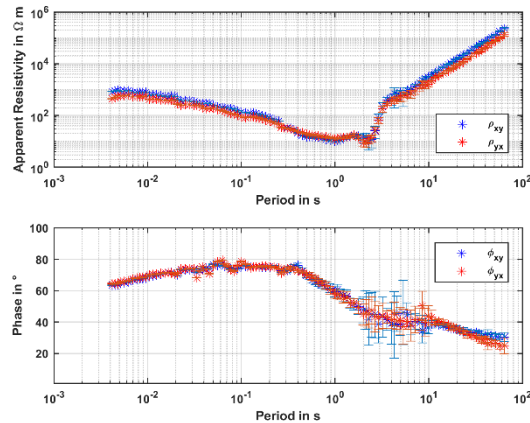 Apparent Resistivity in Ω m
10^6
10^4
10^2
10^0
10^-3
10^-2
10^-1
10^0
10^1
10^2
Period in s
ρxy
ρyx
Phase in °
100
80
60
40
20
10^-3
10^-2
10^-1
10^0
10^1
10^2
Period in s
ϕxy
ϕyx